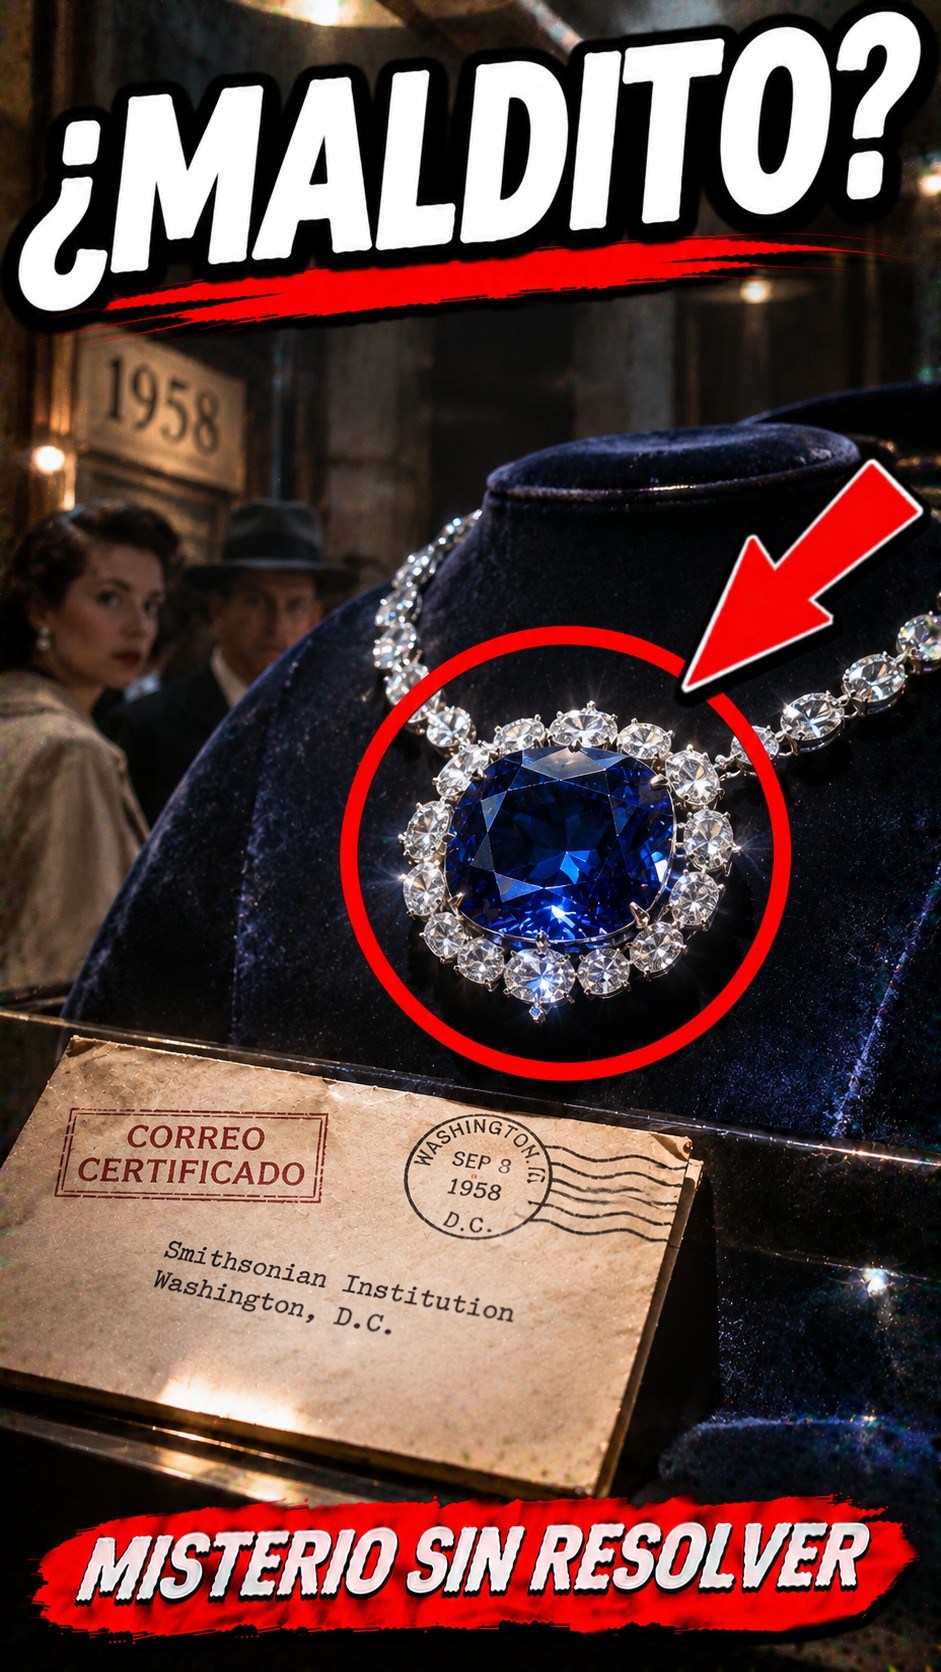 ¿MALDITO?
1958
CORREO
CERTIFICADO
WASHINGTON.
SEP 8
1958
D.C.
Smithsonian Institution
Washington, D.C.
MISTERIO SIN RESOLVER